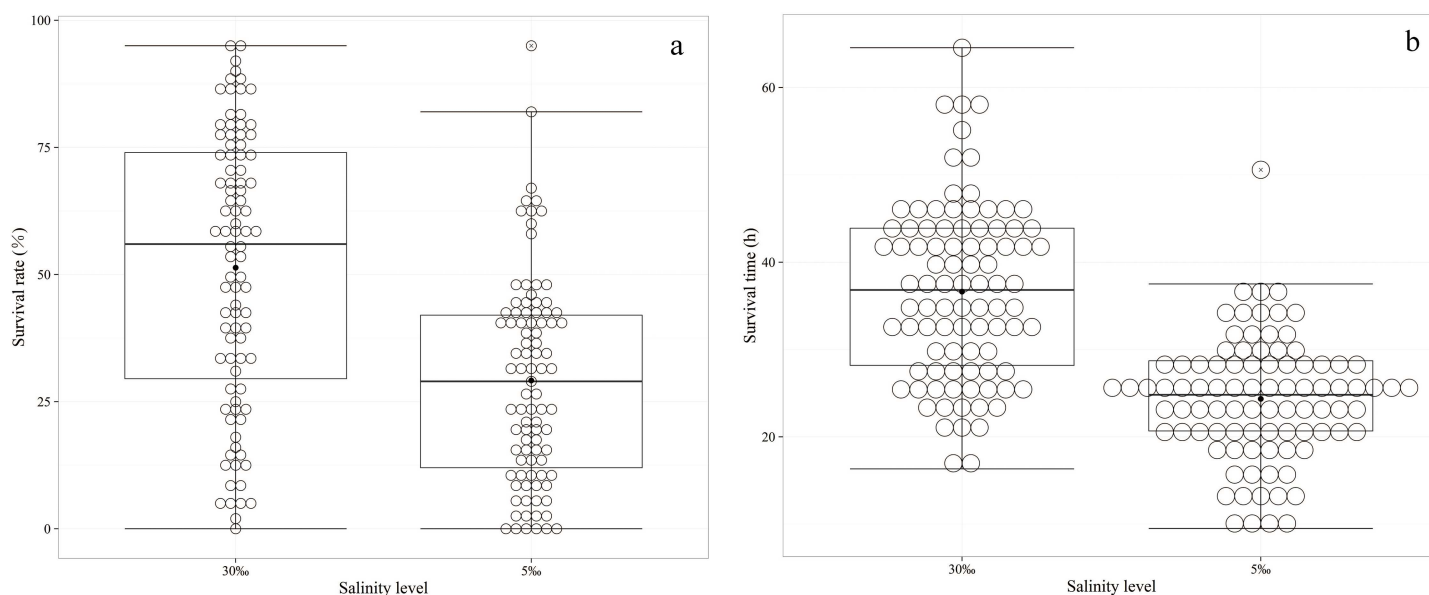 100
75
50
25
0
Survival rate (%)
30‰
5‰
Salinity level
a
60
40
20
Survival time (h)
30‰
5‰
Salinity level
b